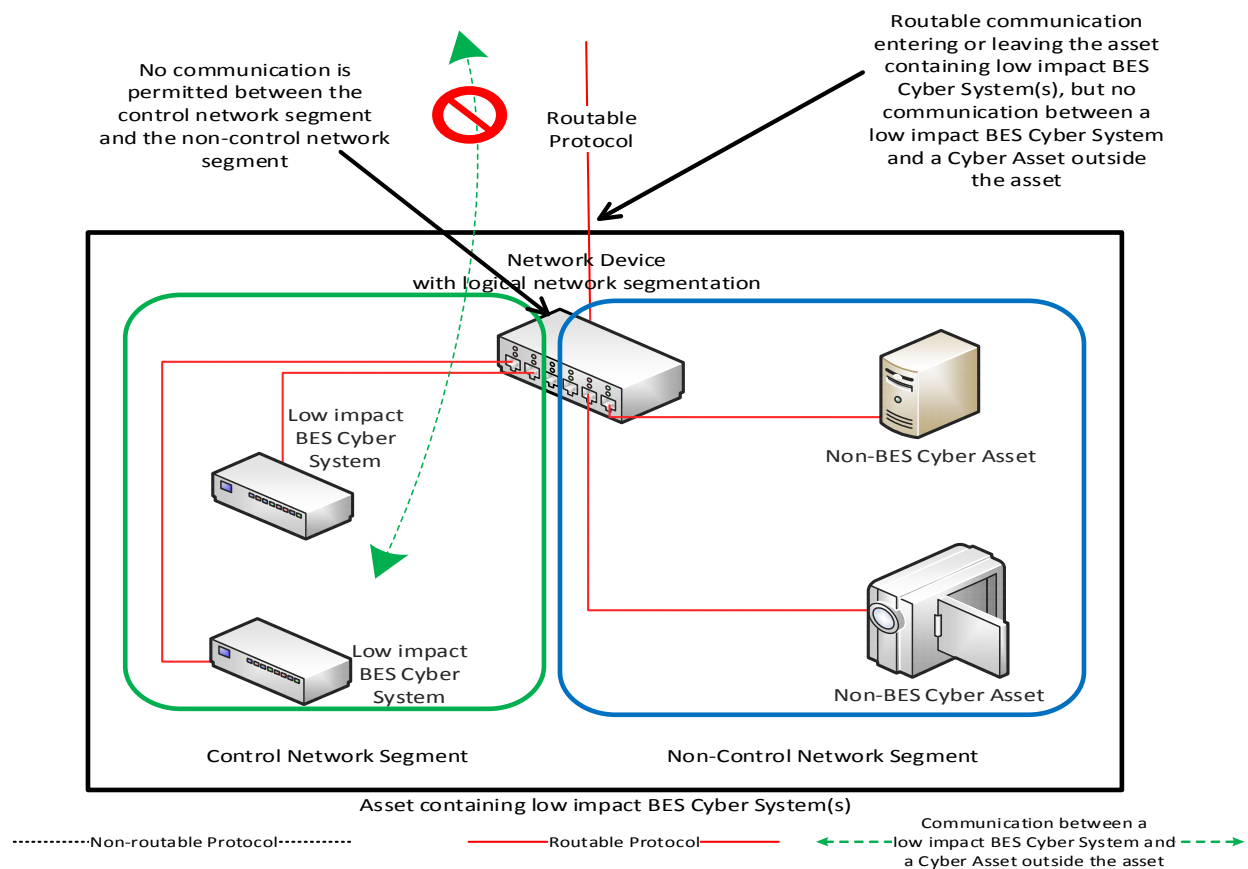 No communication is
permitted between the
control network segment
and the non-control network
segment
Routable
Protocol
Routable communication
entering or leaving the asset
containing low impact BES
Cyber System(s), but no
communication between a
low impact BES Cyber System
and a Cyber Asset outside
the asset
Network Device
with logical network segmentation
Low impact
BES Cyber
System
Low impact
BES Cyber
System
Non-BES Cyber Asset
Non-BES Cyber Asset
Control Network Segment
Non-Control Network Segment
Asset containing low impact BES Cyber System(s)
Non-routable Protocol
Routable Protocol
Communication between a
low impact BES Cyber System and
a Cyber Asset outside the asset